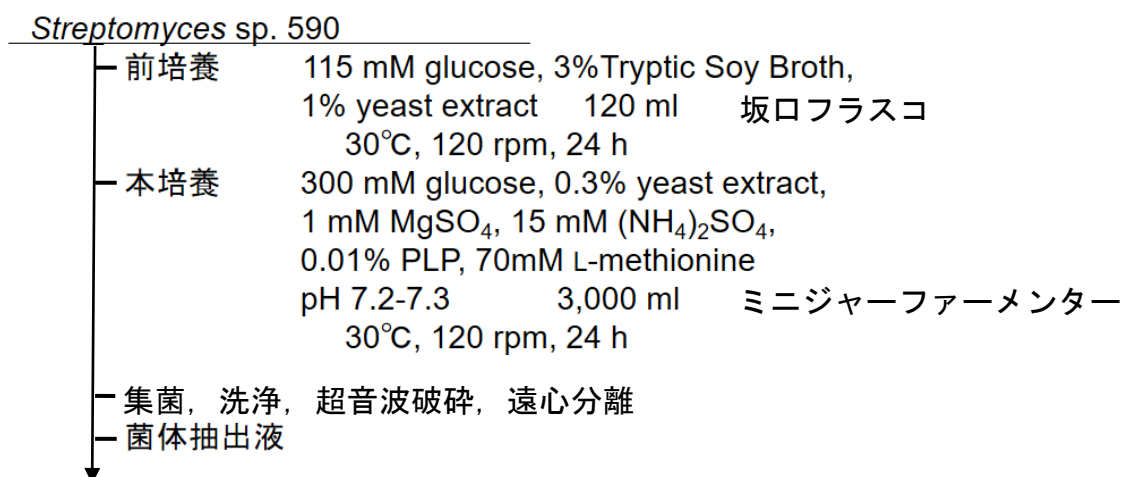 Streptomyces sp. 590
前培養 115 mM glucose, 3%Tryptic Soy Broth,
1% yeast extract 120 ml 坂口フラスコ
30℃, 120 rpm, 24 h
本培養 300 mM glucose, 0.3% yeast extract,
1 mM MgSO₄, 15 mM (NH₄)₂SO₄,
0.01% PLP, 70mM L-methionine
pH 7.2-7.3 3,000 ml ミニジャーファーメンター
30℃, 120 rpm, 24 h
集菌，洗浄，超音波破砕，遠心分離
菌体抽出液